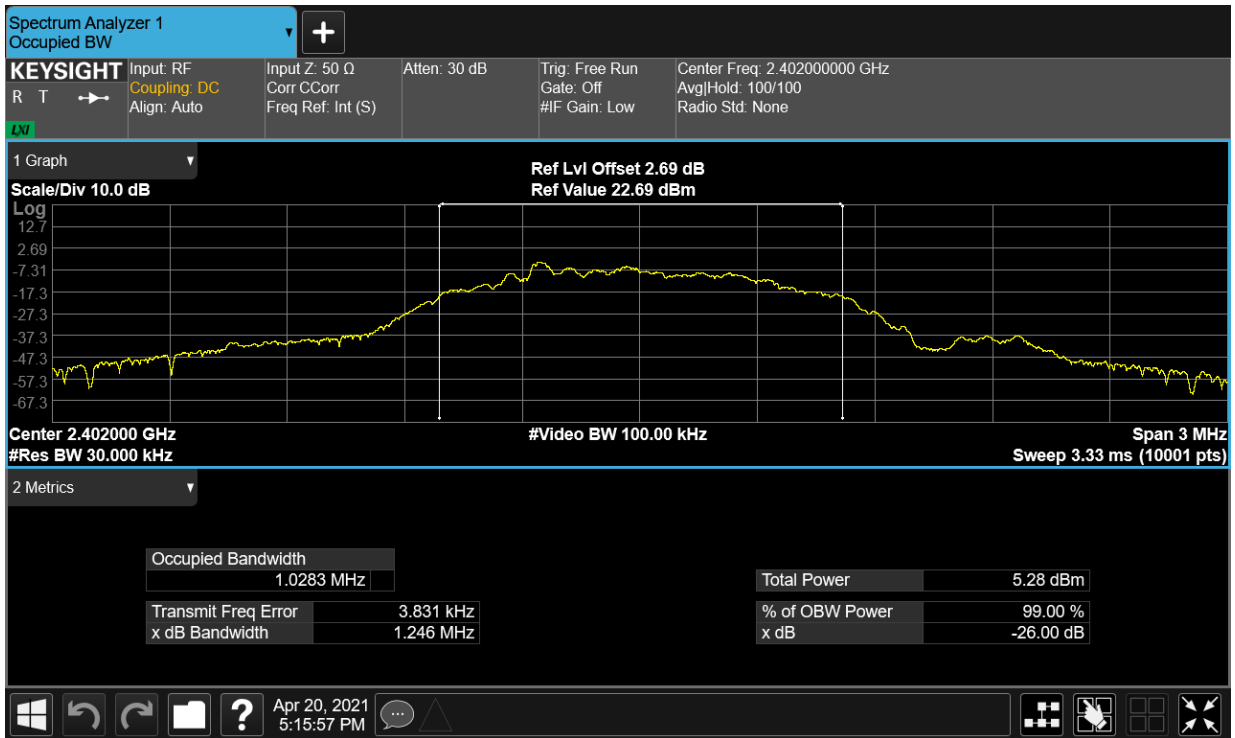 Spectrum Analyzer 1
Occupied BW
▼
+
KEYSIGHT
R T
LXI
Input: RF
Coupling: DC
Align: Auto
Input Z: 50 Ω
Corr CCorr
Freq Ref: Int (S)
Atten: 30 dB
Trig: Free Run
Gate: Off
#IF Gain: Low
Center Freq: 2.402000000 GHz
Avg|Hold: 100/100
Radio Std: None
1 Graph ▼
Scale/Div 10.0 dB
Ref Lvl Offset 2.69 dB
Ref Value 22.69 dBm
Log
12.7
2.69
-7.31
-17.3
-27.3
-37.3
-47.3
-57.3
-67.3
Center 2.402000 GHz
#Res BW 30.000 kHz
#Video BW 100.00 kHz
Span 3 MHz
Sweep 3.33 ms (10001 pts)
2 Metrics ▼
Occupied Bandwidth
1.0283 MHz
Transmit Freq Error 3.831 kHz
x dB Bandwidth 1.246 MHz
Total Power 5.28 dBm
% of OBW Power 99.00 %
x dB -26.00 dB
?
Apr 20, 2021
5:15:57 PM